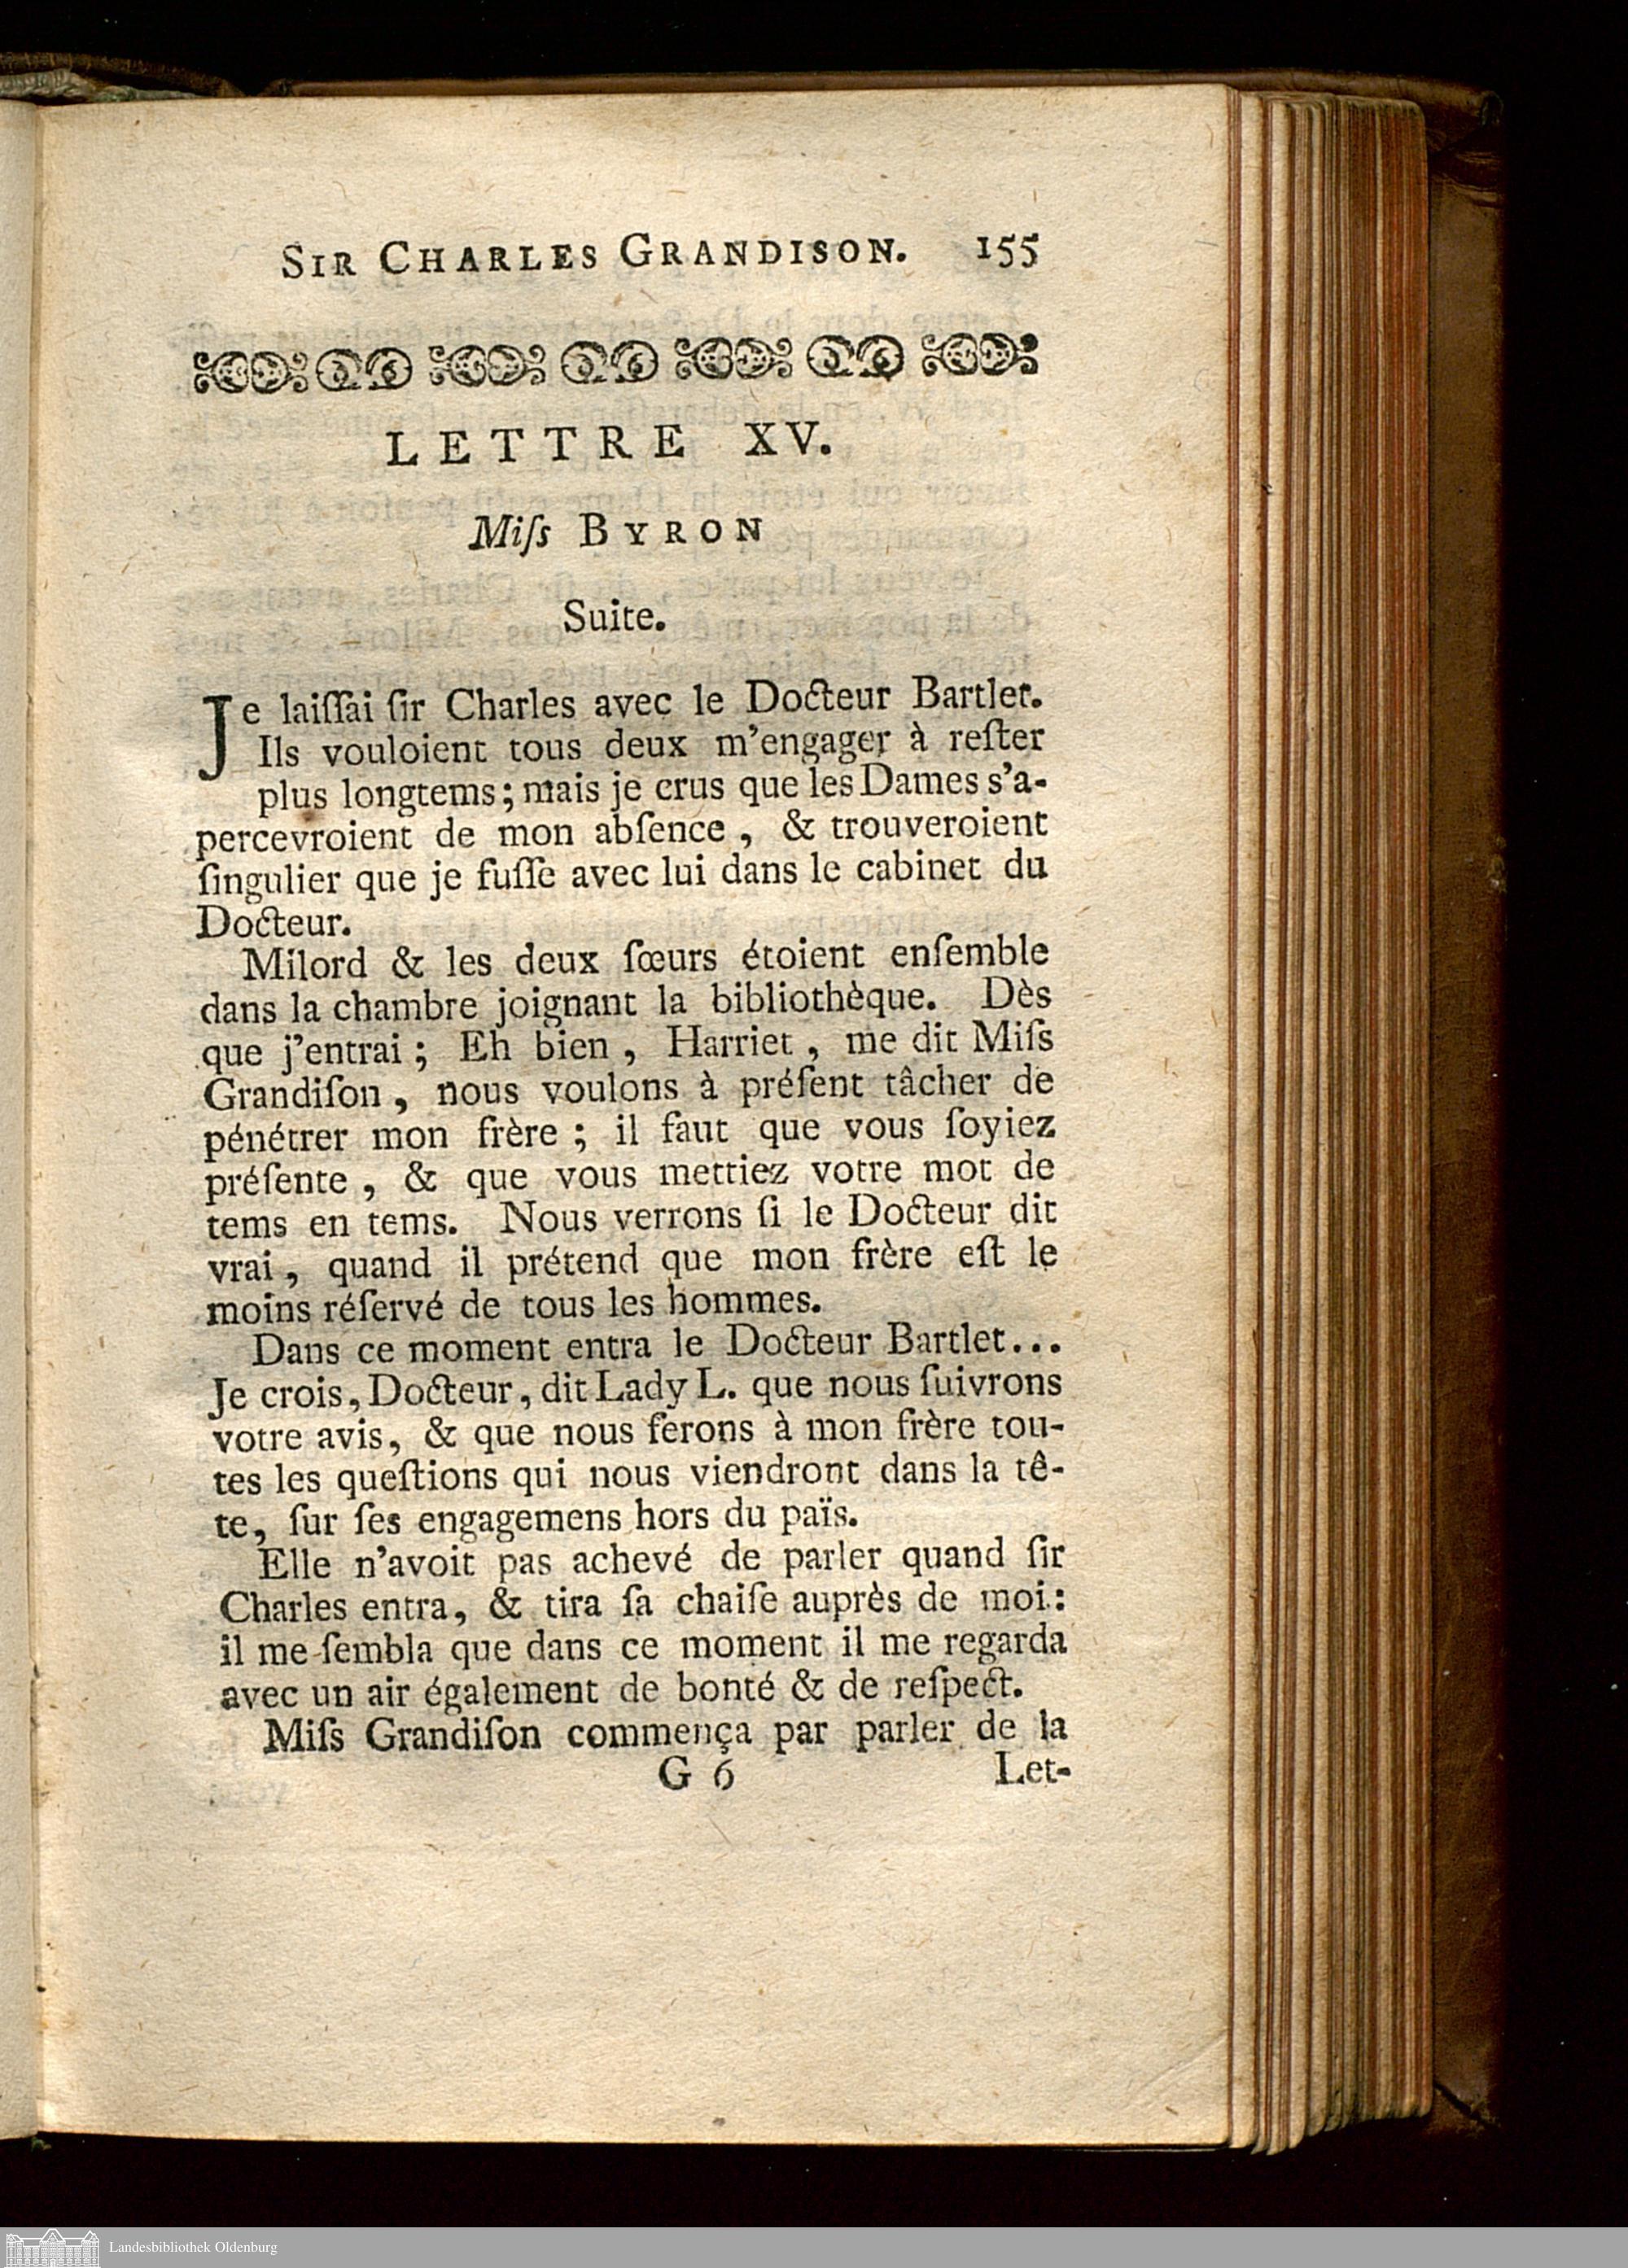 SIR CHARLES GRANDISON. 155
LETTRE XV.
Miſs BYRON
Suite.
Je laiſſai ſir Charles avec le Docteur Bartlet.
Ils vouloient tous deux m'engager à reſter
plus longtems; mais je crus que les Dames s'a-
percevroient de mon abſence, & trouveroient
ſingulier que je fuſſe avec lui dans le cabinet du
Docteur.
Milord & les deux ſœurs étoient enſemble
dans la chambre joignant la bibliothèque. Dès
que j'entrai; Eh bien, Harriet, me dit Miſs
Grandiſon, nous voulons à préſent tâcher de
pénétrer mon frère; il faut que vous ſoyiez
préſente, & que vous mettiez votre mot de
tems en tems. Nous verrons ſi le Docteur dit
vrai, quand il prétend que mon frère eſt le
moins réſervé de tous les hommes.
Dans ce moment entra le Docteur Bartlet...
Je crois, Docteur, dit Lady L. que nous ſuivrons
votre avis, & que nous ferons à mon frère tou-
tes les queſtions qui nous viendront dans la tê-
te, ſur ſes engagemens hors du païs.
Elle n'avoit pas achevé de parler quand ſir
Charles entra, & tira ſa chaiſe auprès de moi:
il me ſembla que dans ce moment il me regarda
avec un air également de bonté & de reſpect.
Miſs Grandiſon commença par parler de la
G 6 Let-
Landesbibliothek Oldenburg